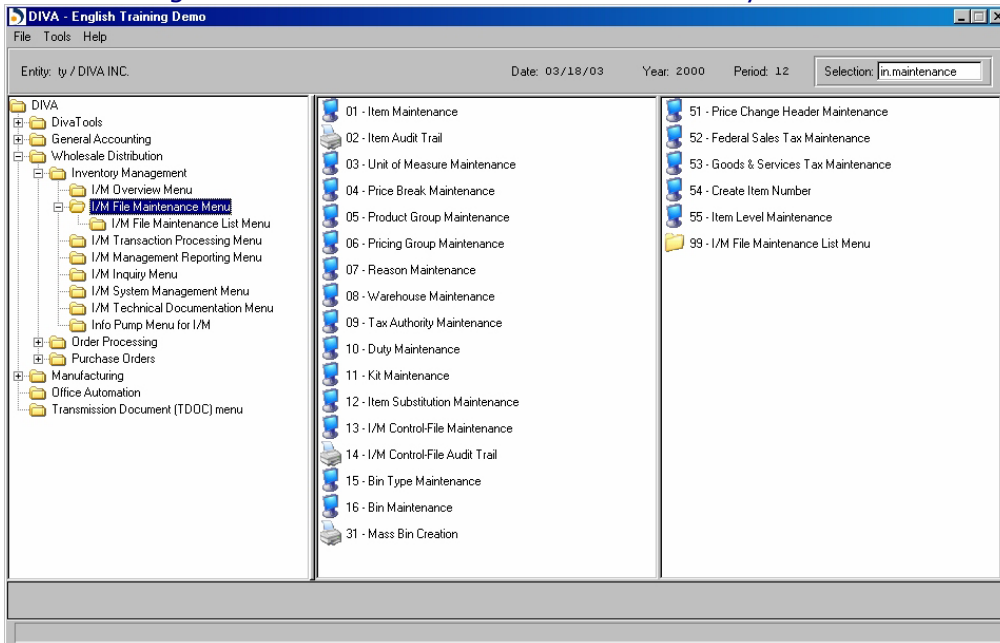 DIVA - English Training Demo
File Tools Help
Entity: ty / DIVA INC.
Date: 03/18/03 Year: 2000 Period: 12 Selection: in.maintenance
DIVA
DivaTools
General Accounting
Wholesale Distribution
Inventory Management
I/M Overview Menu
I/M File Maintenance Menu
I/M File Maintenance List Menu
I/M Transaction Processing Menu
I/M Management Reporting Menu
I/M Inquiry Menu
I/M System Management Menu
I/M Technical Documentation Menu
Info Pump Menu for I/M
Order Processing
Purchase Orders
Manufacturing
Office Automation
Transmission Document (TDOC) menu
01 - Item Maintenance
02 - Item Audit Trail
03 - Unit of Measure Maintenance
04 - Price Break Maintenance
05 - Product Group Maintenance
06 - Pricing Group Maintenance
07 - Reason Maintenance
08 - Warehouse Maintenance
09 - Tax Authority Maintenance
10 - Duty Maintenance
11 - Kit Maintenance
12 - Item Substitution Maintenance
13 - I/M Control-File Maintenance
14 - I/M Control-File Audit Trail
15 - Bin Type Maintenance
16 - Bin Maintenance
31 - Mass Bin Creation
51 - Price Change Header Maintenance
52 - Federal Sales Tax Maintenance
53 - Goods & Services Tax Maintenance
54 - Create Item Number
55 - Item Level Maintenance
99 - I/M File Maintenance List Menu